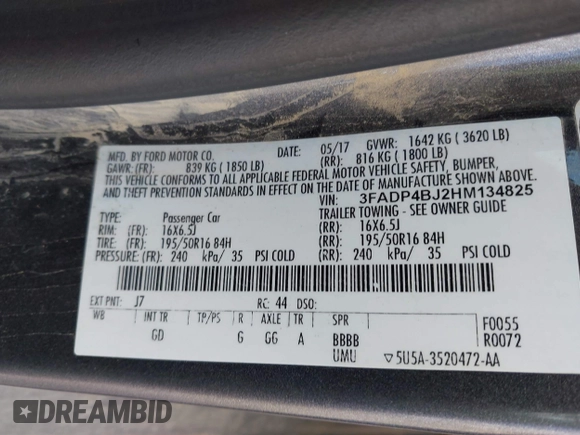 MFD. BY FORD MOTOR CO. DATE: 05/17 GVWR: 1642 KG ( 3620 LB)
GAWR: (FR): 839 KG ( 1850 LB) (RR): 816 KG ( 1800 LB)
THIS VEHICLE CONFORMS TO ALL APPLICABLE FEDERAL MOTOR VEHICLE SAFETY, BUMPER,
AND THEFT PREVENTION STANDARDS IN EFFECT ON THE DATE OF MANUFACTURE SHOWN ABOVE.
VIN: 3FADP4BJ2HM134825
TYPE: Passenger Car TRAILER TOWING - SEE OWNER GUIDE
RIM: (FR): 16X6.5J (RR): 16X6.5J
TIRE: (FR): 195/50R16 84H (RR): 195/50R16 84H
PRESSURE: (FR): 240 kPa/ 35 PSI COLD (RR): 240 kPa/ 35 PSI COLD
EXT PNT: J7 RC: 44 DSO:
WB INT TR TP/PS R AXLE TR SPR F0055
GD G GG A BBBB R0072
UMU ▽5U5A-3520472-AA
DREAMBID